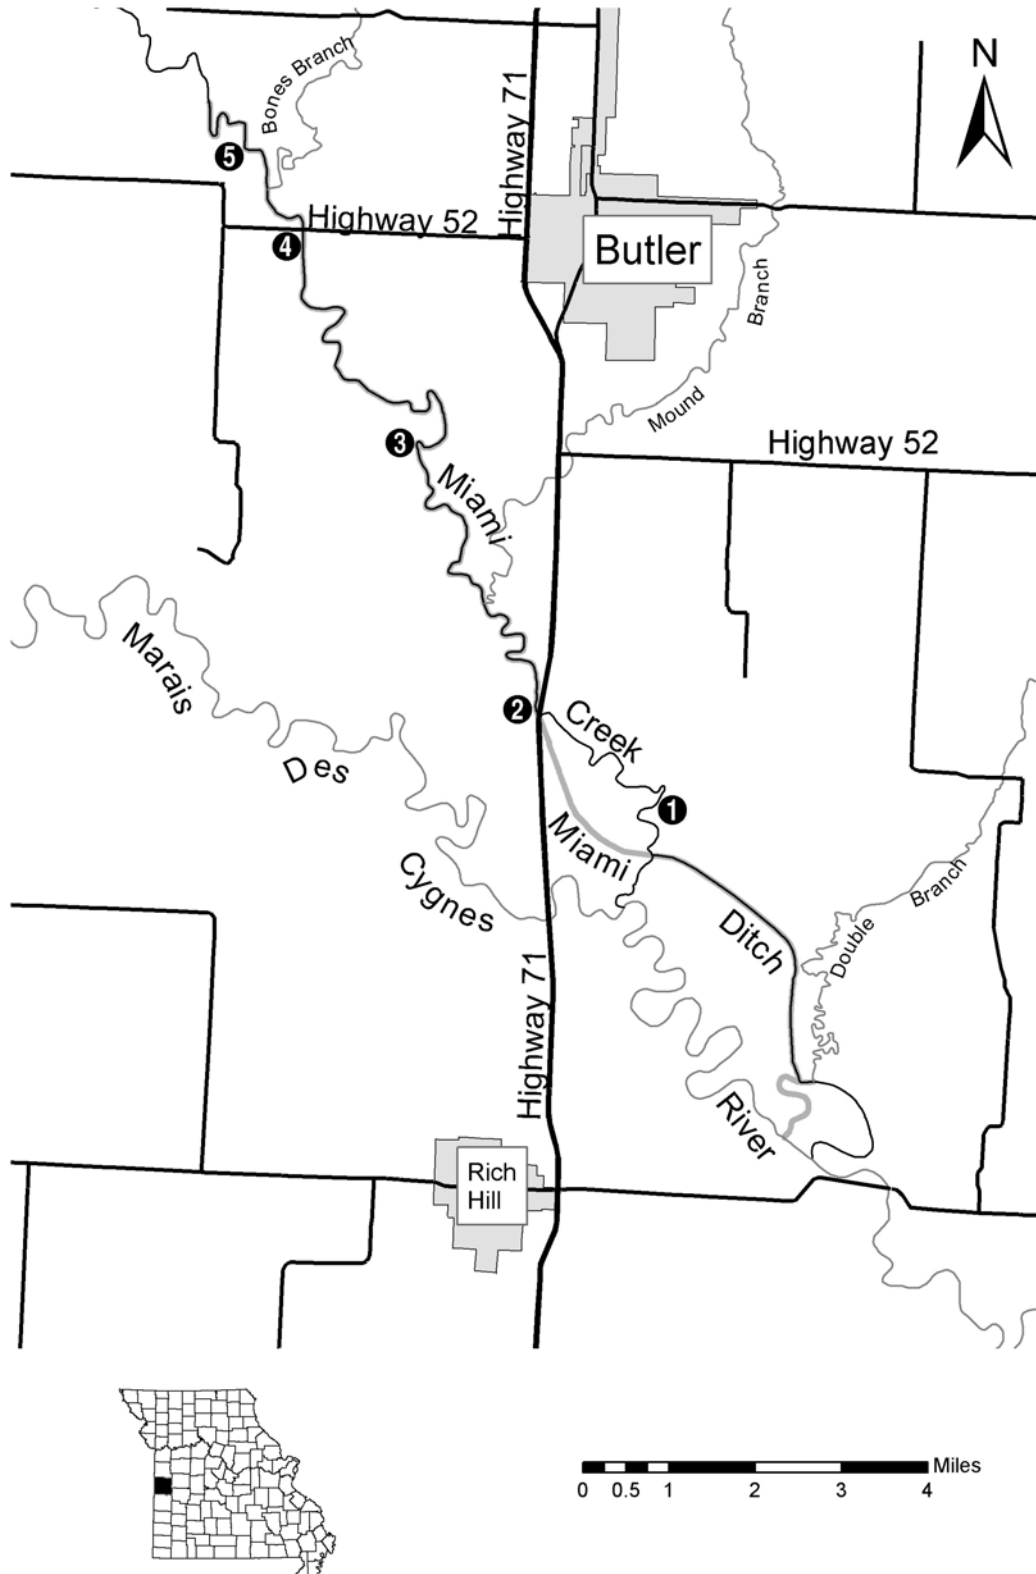 N
Bones Branch
Highway 71
5
Highway 52
4
Butler
Branch
Mound
3
Highway 52
Miami
Marais
2
Creek
Des
1
Miami
Cygnes
Branch
Ditch
Double
Highway 71
River
Rich
Hill
Miles
0 0.5 1 2 3 4